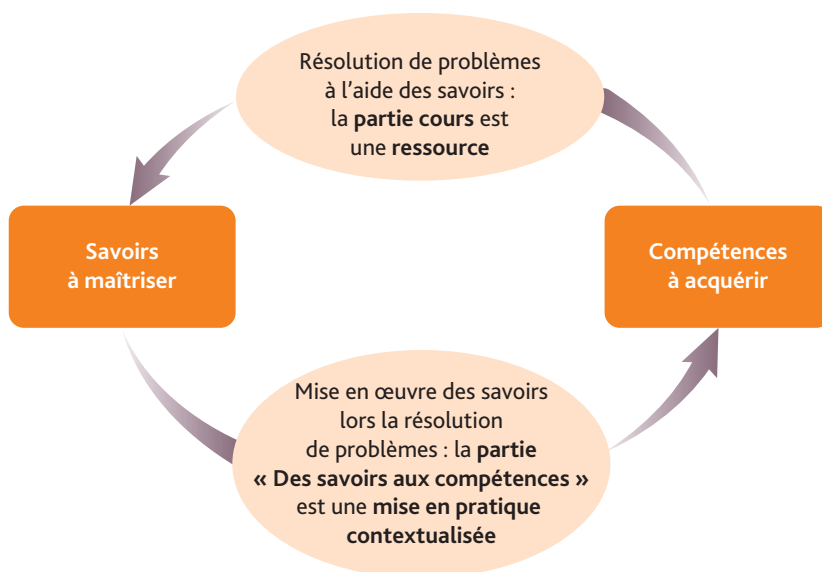 Résolution de problèmes
à l’aide des savoirs :
la partie cours est
une ressource
Savoirs
à maîtriser
Compétences
à acquérir
Mise en œuvre des savoirs
lors la résolution
de problèmes : la partie
« Des savoirs aux compétences »
est une mise en pratique
contextualisée